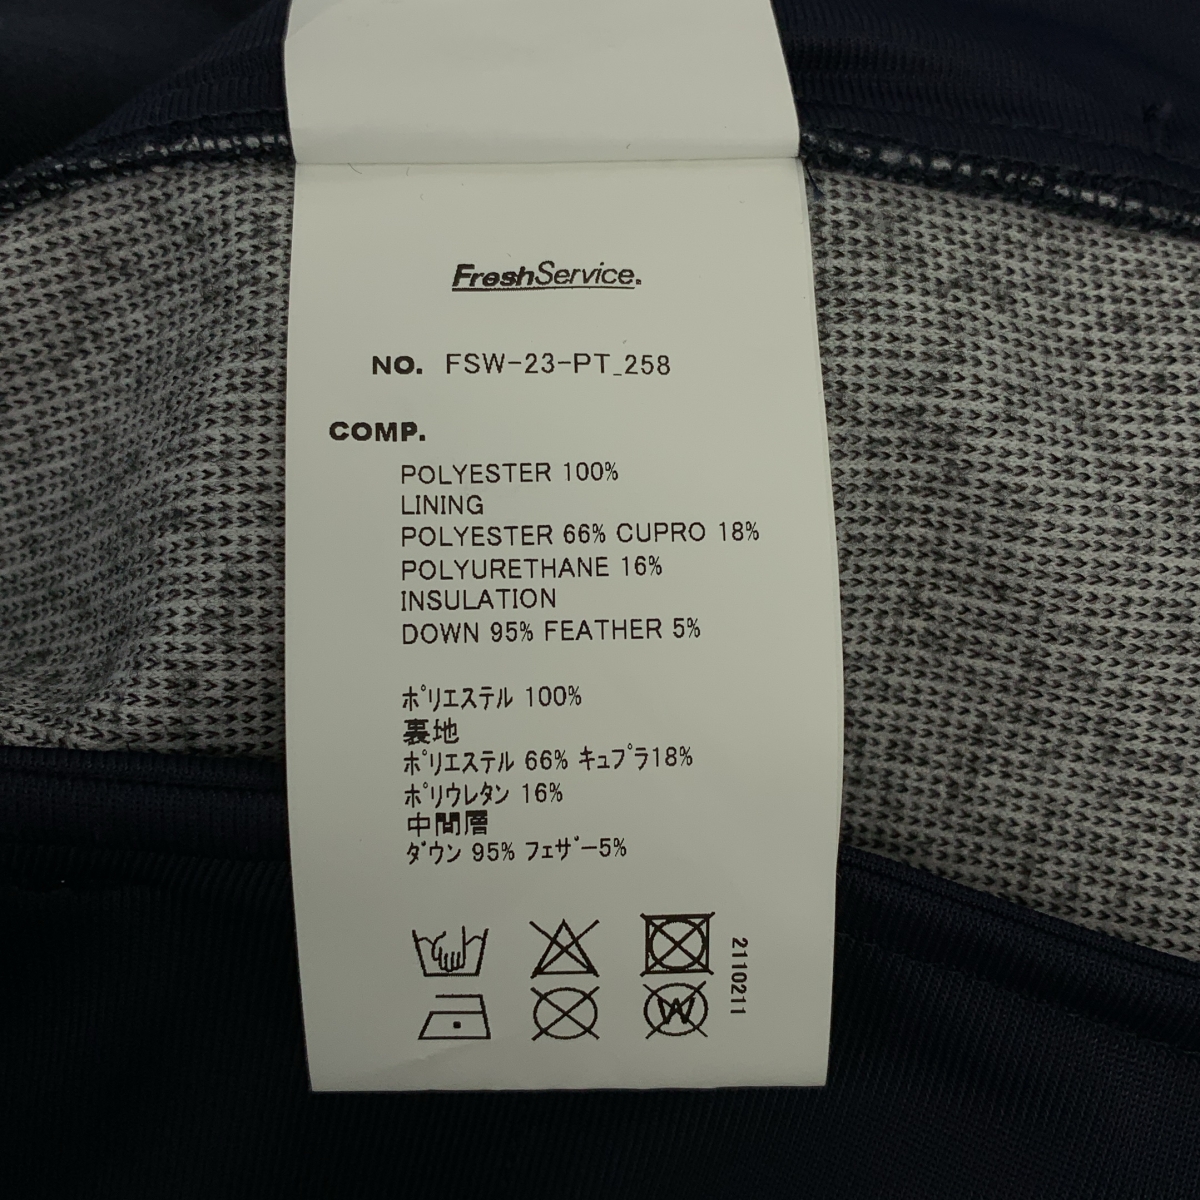 FreshService.
NO. FSW-23-PT_258
COMP.
POLYESTER 100%
LINING
POLYESTER 66% CUPRO 18%
POLYURETHANE 16%
INSULATION
DOWN 95% FEATHER 5%
ﾎﾟﾘｴｽﾃﾙ 100%
裏地
ﾎﾟﾘｴｽﾃﾙ 66% ｷｭﾌﾟﾗ18%
ﾎﾟﾘｳﾚﾀﾝ 16%
中間層
ﾀﾞｳﾝ 95% ﾌｪｻﾞｰ5%
2110211
W